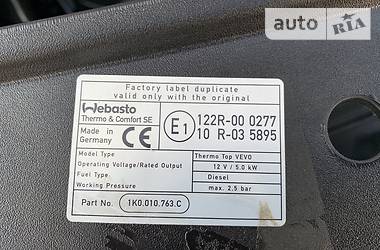 auto RIA
Factory label duplicate
valid only with the original
Webasto
Thermo & Comfort SE
Made in
Germany
CE
E1
122R-00 0277
10 R-03 5895
Model Type Thermo Top VEVO
Operating Voltage/Rated Output 12 V / 5.0 kW
Fuel Type Diesel
Working Pressure max. 2,5 bar
Part No. 1K0.010.763.C